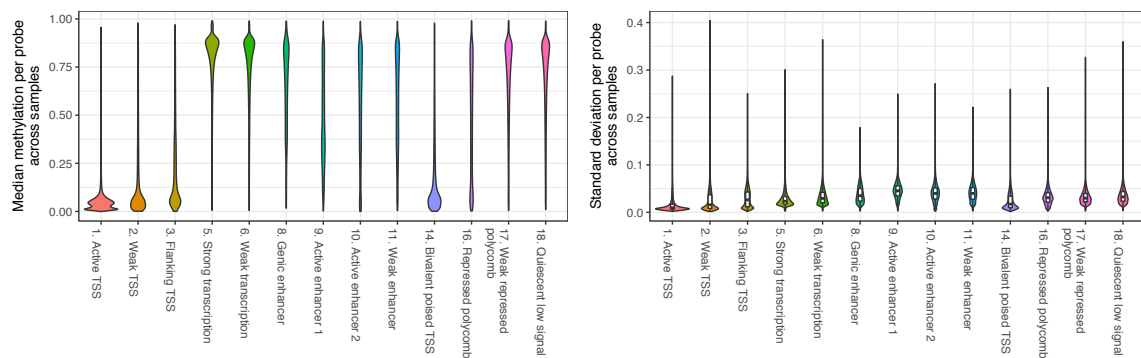 Median methylation per probe
across samples
1.00
0.75
0.50
0.25
0.00
1. Active TSS
2. Weak TSS
3. Flanking TSS
5. Strong transcription
6. Weak transcription
8. Genic enhancer
9. Active enhancer 1
10. Active enhancer 2
11. Weak enhancer
14. Bivalent poised TSS
16. Repressed polycomb
17. Weak repressed
polycomb
18. Quiescent low signal
Standard deviation per probe
across samples
0.4
0.3
0.2
0.1
0.0
1. Active TSS
2. Weak TSS
3. Flanking TSS
5. Strong transcription
6. Weak transcription
8. Genic enhancer
9. Active enhancer 1
10. Active enhancer 2
11. Weak enhancer
14. Bivalent poised TSS
16. Repressed polycomb
17. Weak repressed
polycomb
18. Quiescent low signal